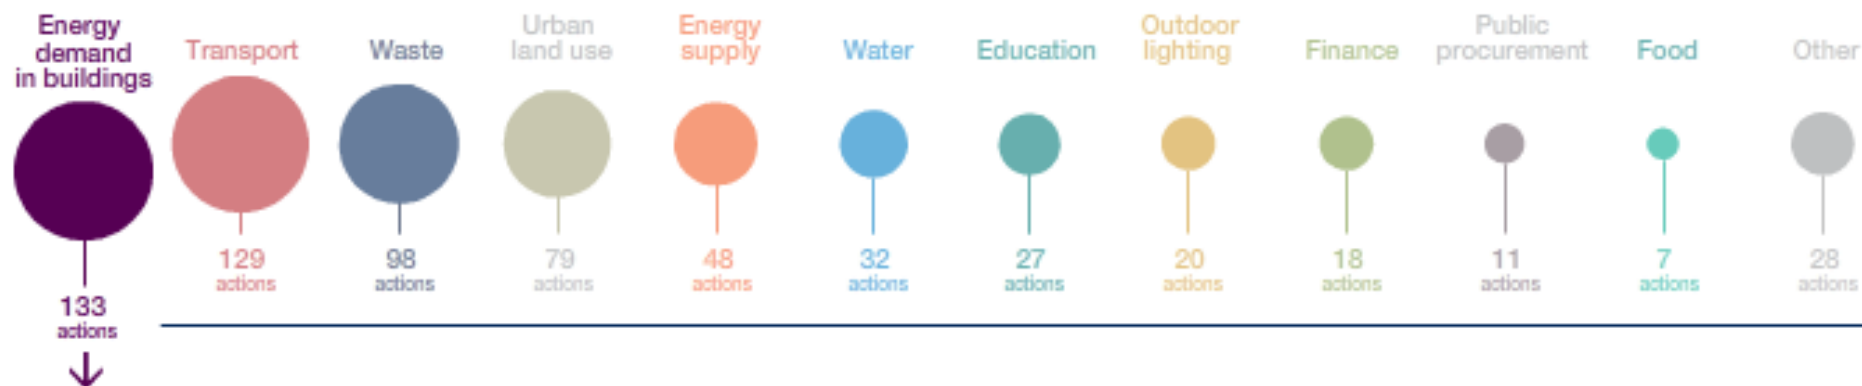 Energy
demand
in buildings
Transport
Waste
Urban
land use
Energy
supply
Water
Education
Outdoor
lighting
Finance
Public
procurement
Food
Other
133
actions
129
actions
98
actions
79
actions
48
actions
32
actions
27
actions
20
actions
18
actions
11
actions
7
actions
28
actions